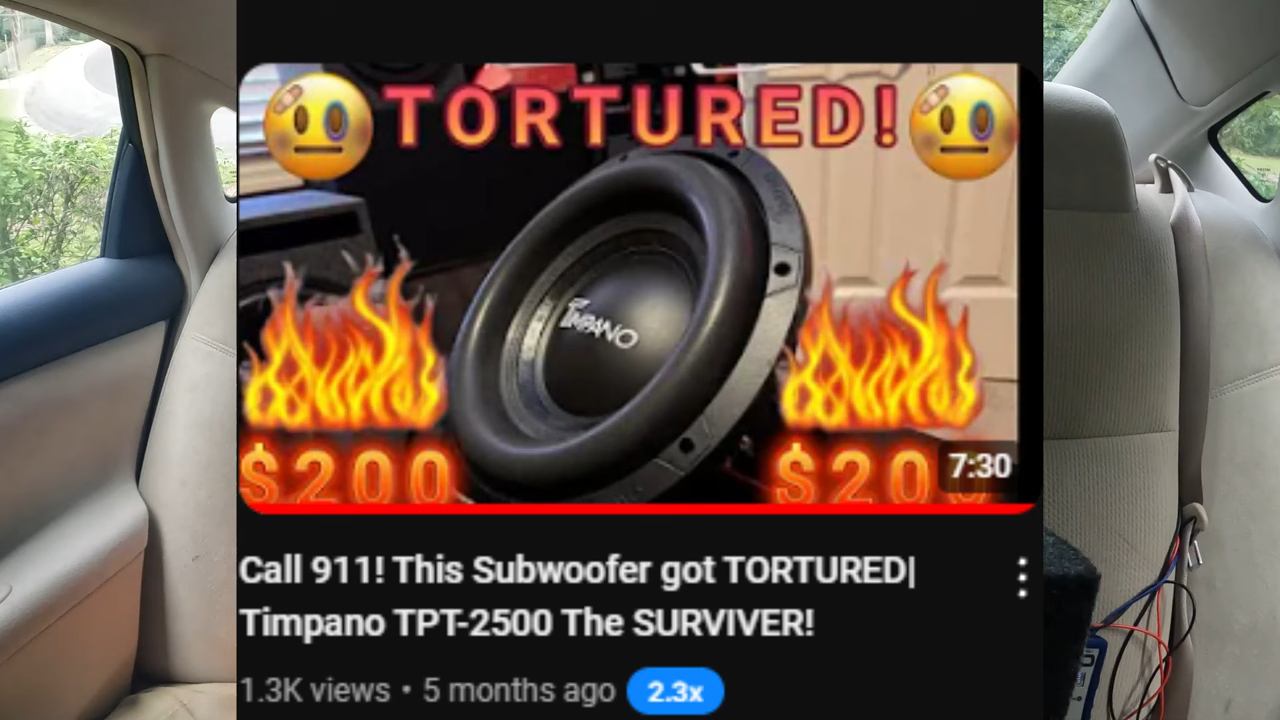 TORTURED!
TIMPANO
$200
$20
7:30
Call 911! This Subwoofer got TORTURED|
Timpano TPT-2500 The SURVIVER!
1.3K views • 5 months ago
2.3x